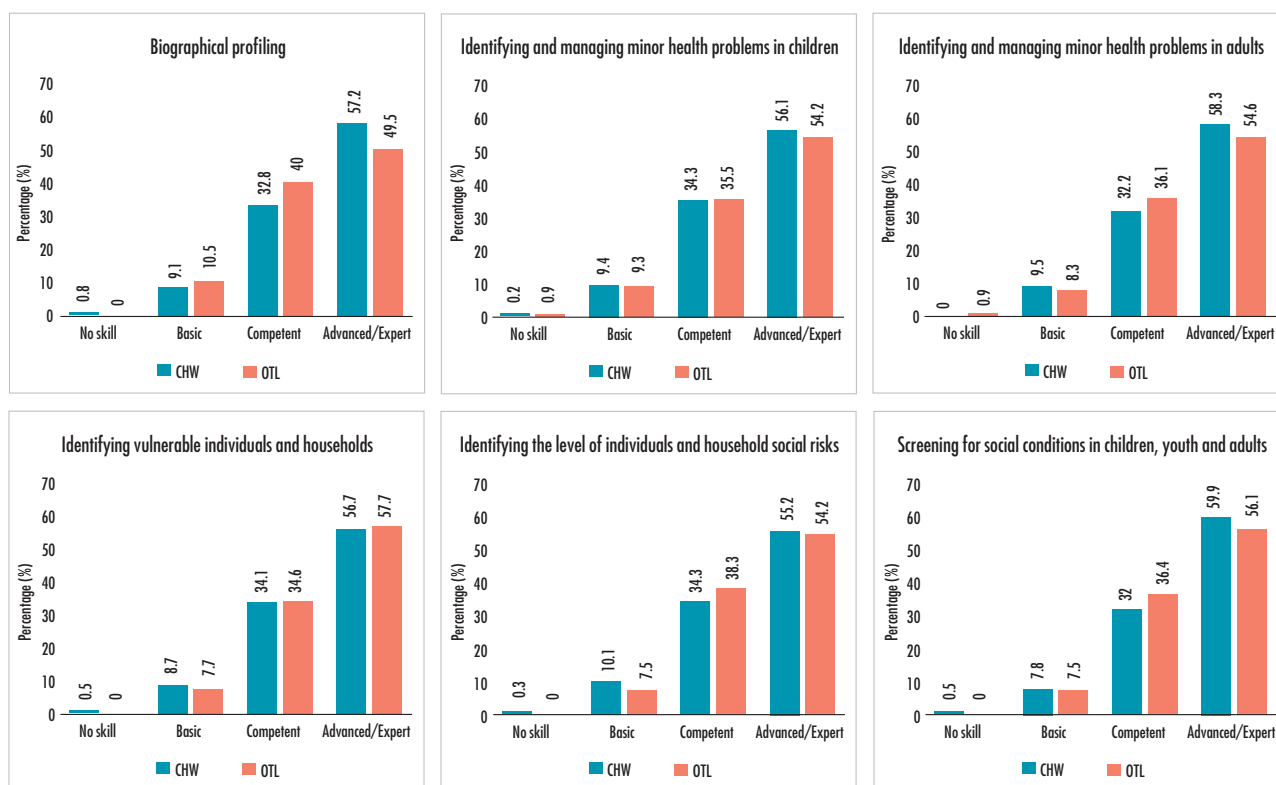 Biographical profiling
Percentage (%)
70
60
50
40
30
20
10
0
0.8
0
9.1
10.5
32.8
40
57.2
49.5
No skill
Basic
Competent
Advanced/Expert
CHW
OTL
Identifying and managing minor health problems in children
Percentage (%)
70
60
50
40
30
20
10
0
0.2
0.9
9.4
9.3
34.3
35.5
56.1
54.2
No skill
Basic
Competent
Advanced/Expert
CHW
OTL
Identifying and managing minor health problems in adults
Percentage (%)
70
60
50
40
30
20
10
0
0
0.9
9.5
8.3
32.2
36.1
58.3
54.6
No skill
Basic
Competent
Advanced/Expert
CHW
OTL
Identifying vulnerable individuals and households
Percentage (%)
70
60
50
40
30
20
10
0
0.5
0
8.7
7.7
34.1
34.6
56.7
57.7
No skill
Basic
Competent
Advanced/Expert
CHW
OTL
Identifying the level of individuals and household social risks
Percentage (%)
70
60
50
40
30
20
10
0
0.3
0
10.1
7.5
34.3
38.3
55.2
54.2
No skill
Basic
Competent
Advanced/Expert
CHW
OTL
Screening for social conditions in children, youth and adults
Percentage (%)
70
60
50
40
30
20
10
0
0.5
0
7.8
7.5
32
36.4
59.9
56.1
No skill
Basic
Competent
Advanced/Expert
CHW
OTL